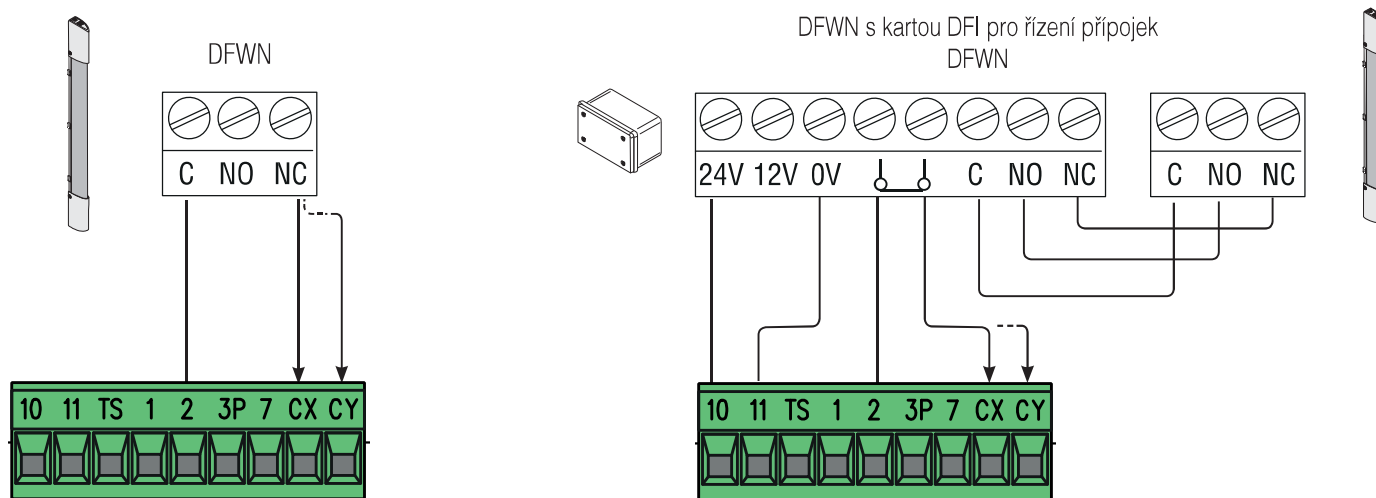 DFWN s kartou DFI pro řízení přípojek
DFWN
DFWN
C NO NC
24V 12V 0V C NO NC
C NO NC
10 11 TS 1 2 3P 7 CX CY
10 11 TS 1 2 3P 7 CX CY